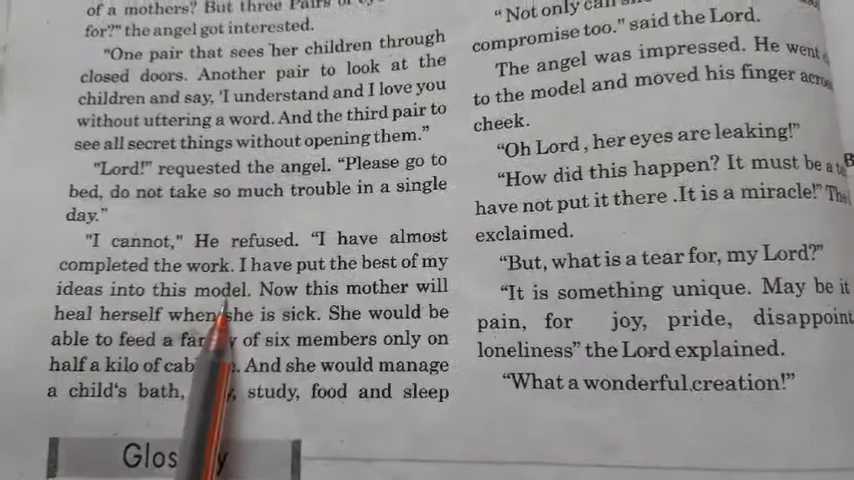 of a mothers? But three Pairs of
for?" the angel got interested.
"One pair that sees her children through
closed doors. Another pair to look at the
children and say, 'I understand and I love you
without uttering a word. And the third pair to
see all secret things without opening them."
"Lord!" requested the angel. "Please go to
bed, do not take so much trouble in a single
day."
"I cannot," He refused. "I have almost
completed the work. I have put the best of my
ideas into this model. Now this mother will
heal herself when she is sick. She would be
able to feed a of six members only on
half a kilo of And she would manage
a child's bath, study, food and sleep
"Not only can
compromise too." said the Lord.
The angel was impressed. He went
to the model and moved his finger
cheek.
"Oh Lord , her eyes are leaking!"
"How did this happen? It must be a
have not put it there .It is a miracle!"
exclaimed.
"But, what is a tear for, my Lord?"
"It is something unique. May be it
pain, for joy, pride, disappoint
loneliness" the Lord explained.
"What a wonderful creation!"